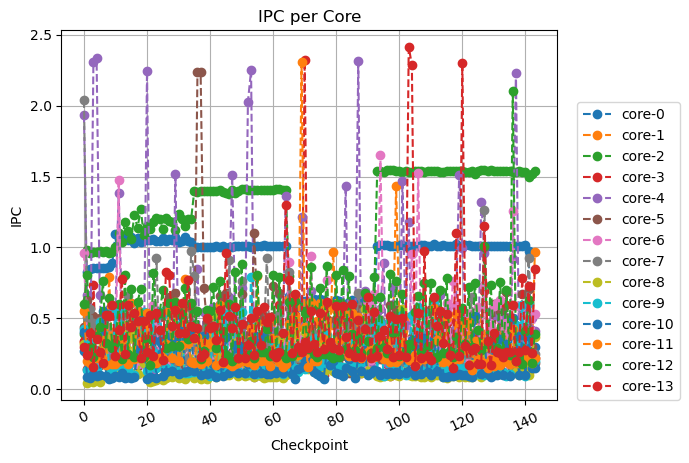 IPC per Core
IPC
2.5
2.0
1.5
1.0
0.5
0.0
0
20
40
60
80
100
120
140
Checkpoint
core-0
core-1
core-2
core-3
core-4
core-5
core-6
core-7
core-8
core-9
core-10
core-11
core-12
core-13